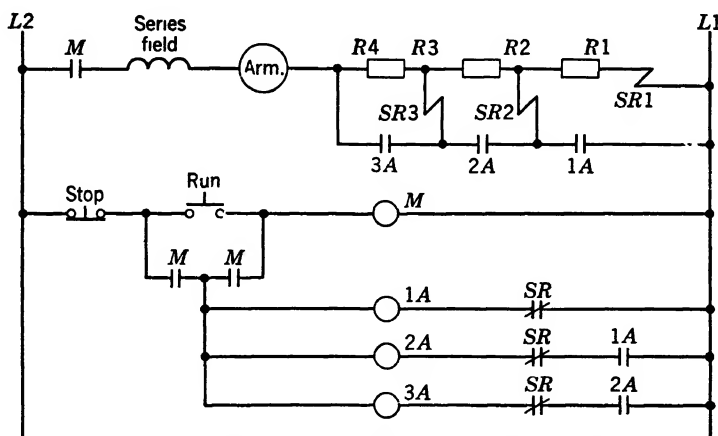 L2
M
Series
field
Arm.
R4
R3
R2
R1
L1
SR3
SR2
SR1
3A
2A
1A
Stop
Run
M
M
M
1A
SR
2A
SR
1A
3A
SR
2A